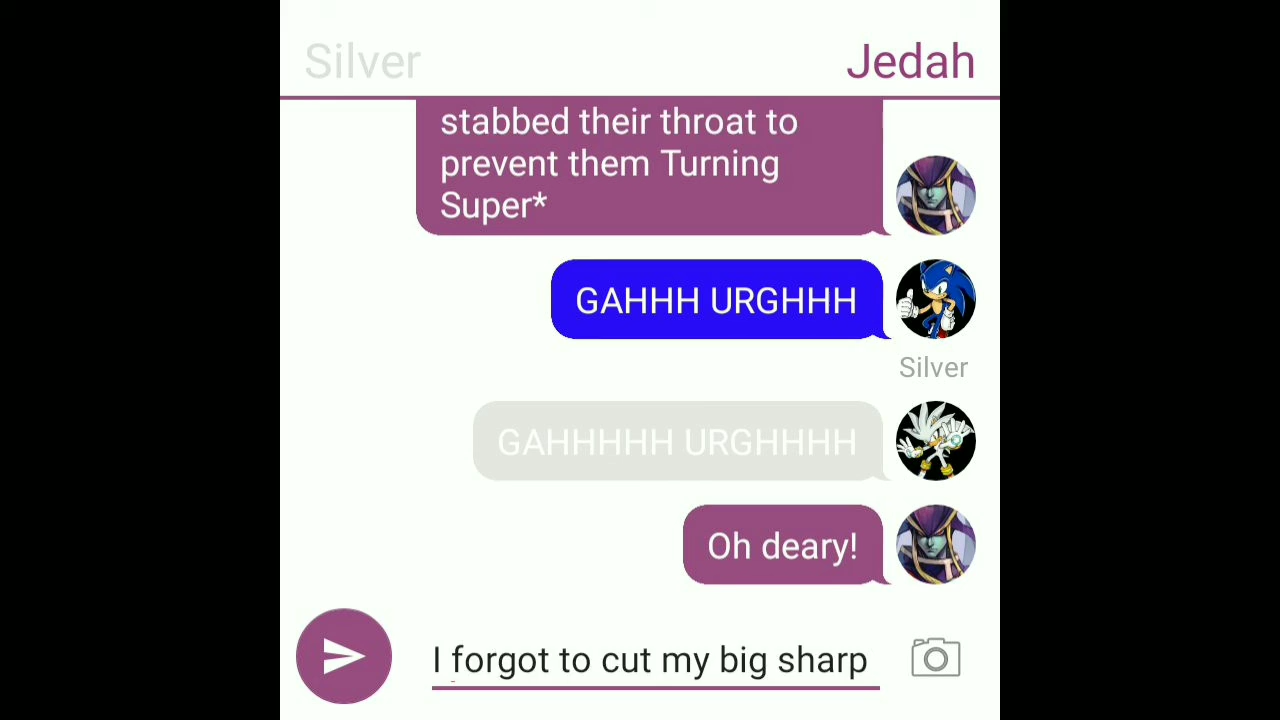 Silver
Jedah
stabbed their throat to
prevent them Turning
Super*
GAHHH URGHHH
Silver
GAHHHHH URGHHHH
Oh deary!
I forgot to cut my big sharp